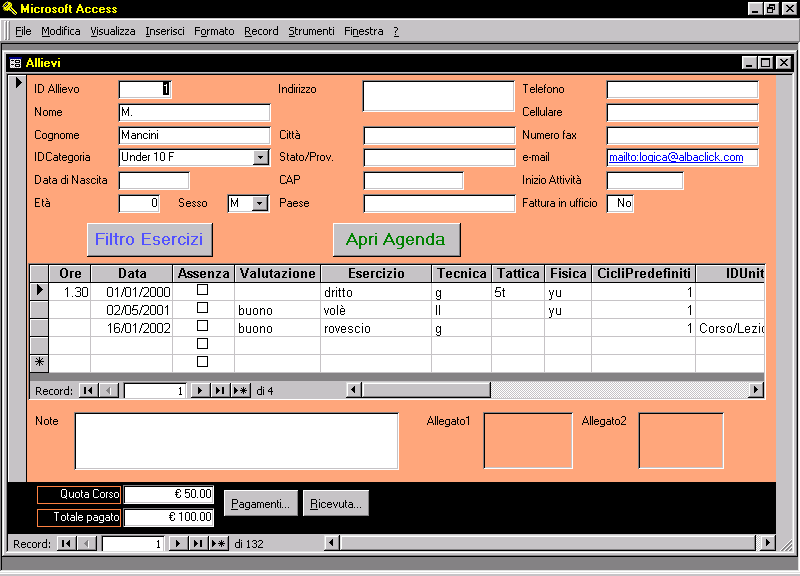 Microsoft Access
File Modifica Visualizza Inserisci Formato Record Strumenti Finestra ?
Allievi
ID Allievo 1 Indirizzo Telefono
Nome M. Cellulare
Cognome Mancini Città Numero fax
IDCategoria Under 10 F Stato/Prov. e-mail mailto:logica@albaclick.com
Data di Nascita CAP Inizio Attività
Età 0 Sesso M Paese Fattura in ufficio No
Filtro Esercizi Apri Agenda
Ore Data Assenza Valutazione Esercizio Tecnica Tattica Fisica CicliPredefiniti IDUnit
1.30 01/01/2000 dritto g 5t yu 1
02/05/2001 buono volè ll yu 1
16/01/2002 buono rovescio g 1 Corso/Lezio
Record: 1 di 4
Note Allegato1 Allegato2
Quota Corso € 50.00
Pagamenti... Ricevuta...
Totale pagato € 100.00
Record: 1 di 132